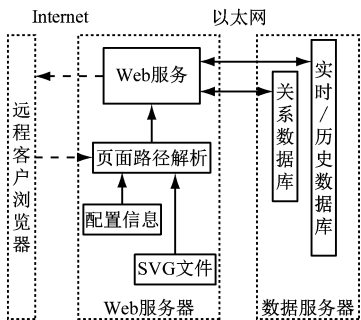 Internet
以太网
Web服务
远程客户浏览器
页面路径解析
配置信息
SVG文件
关系数据库
实时/历史数据库
Web服务器
数据服务器